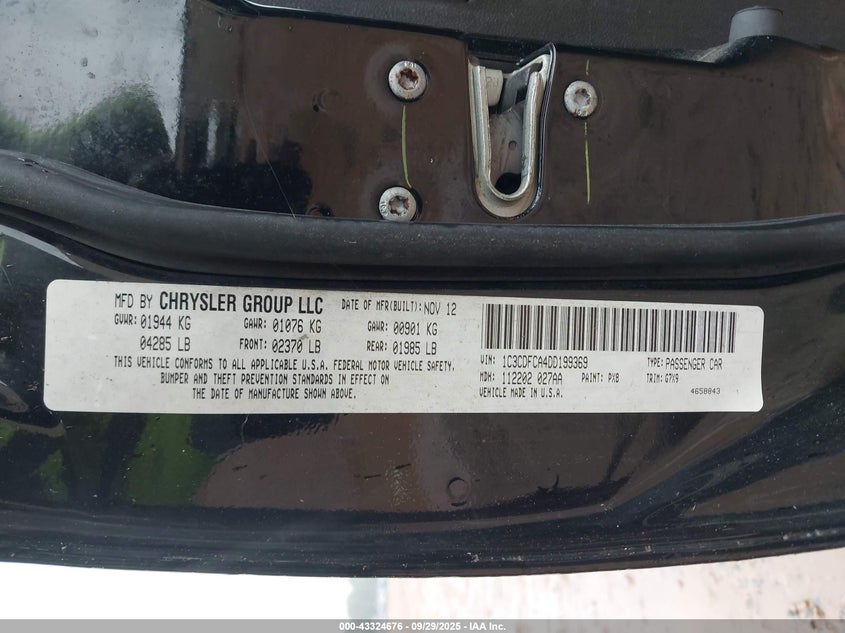 MFD BY CHRYSLER GROUP LLC DATE OF MFR(BUILT): NOV 12
GVWR: 01944 KG GAWR: 01076 KG GAWR: 00901 KG
04285 LB FRONT: 02370 LB REAR: 01985 LB
THIS VEHICLE CONFORMS TO ALL APPLICABLE U.S.A. FEDERAL MOTOR VEHICLE SAFETY,
BUMPER AND THEFT PREVENTION STANDARDS IN EFFECT ON
THE DATE OF MANUFACTURE SHOWN ABOVE.
VIN: 1C3CDFCA4DD199369 TYPE: PASSENGER CAR
MDH: 112202 027AA PAINT: PX8 TRIM: G7X9
VEHICLE MADE IN U.S.A. 4658843
000-43324676 - 09/29/2025 - IAA Inc.